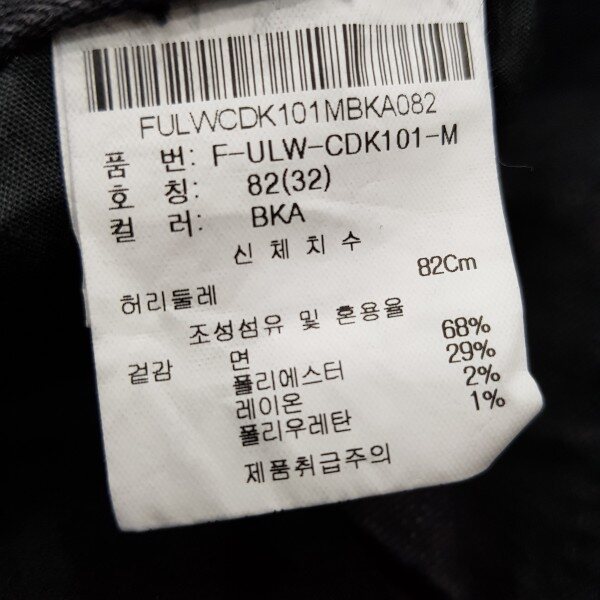 FULWCDK101MBKA082
품 번: F-ULW-CDK101-M
호 칭: 82(32)
컬 러: BKA
신 체 치 수
허리둘레 82Cm
조성섬유 및 혼용율
겉감 면 68%
폴리에스터 29%
레이온 2%
폴리우레탄 1%
제품취급주의